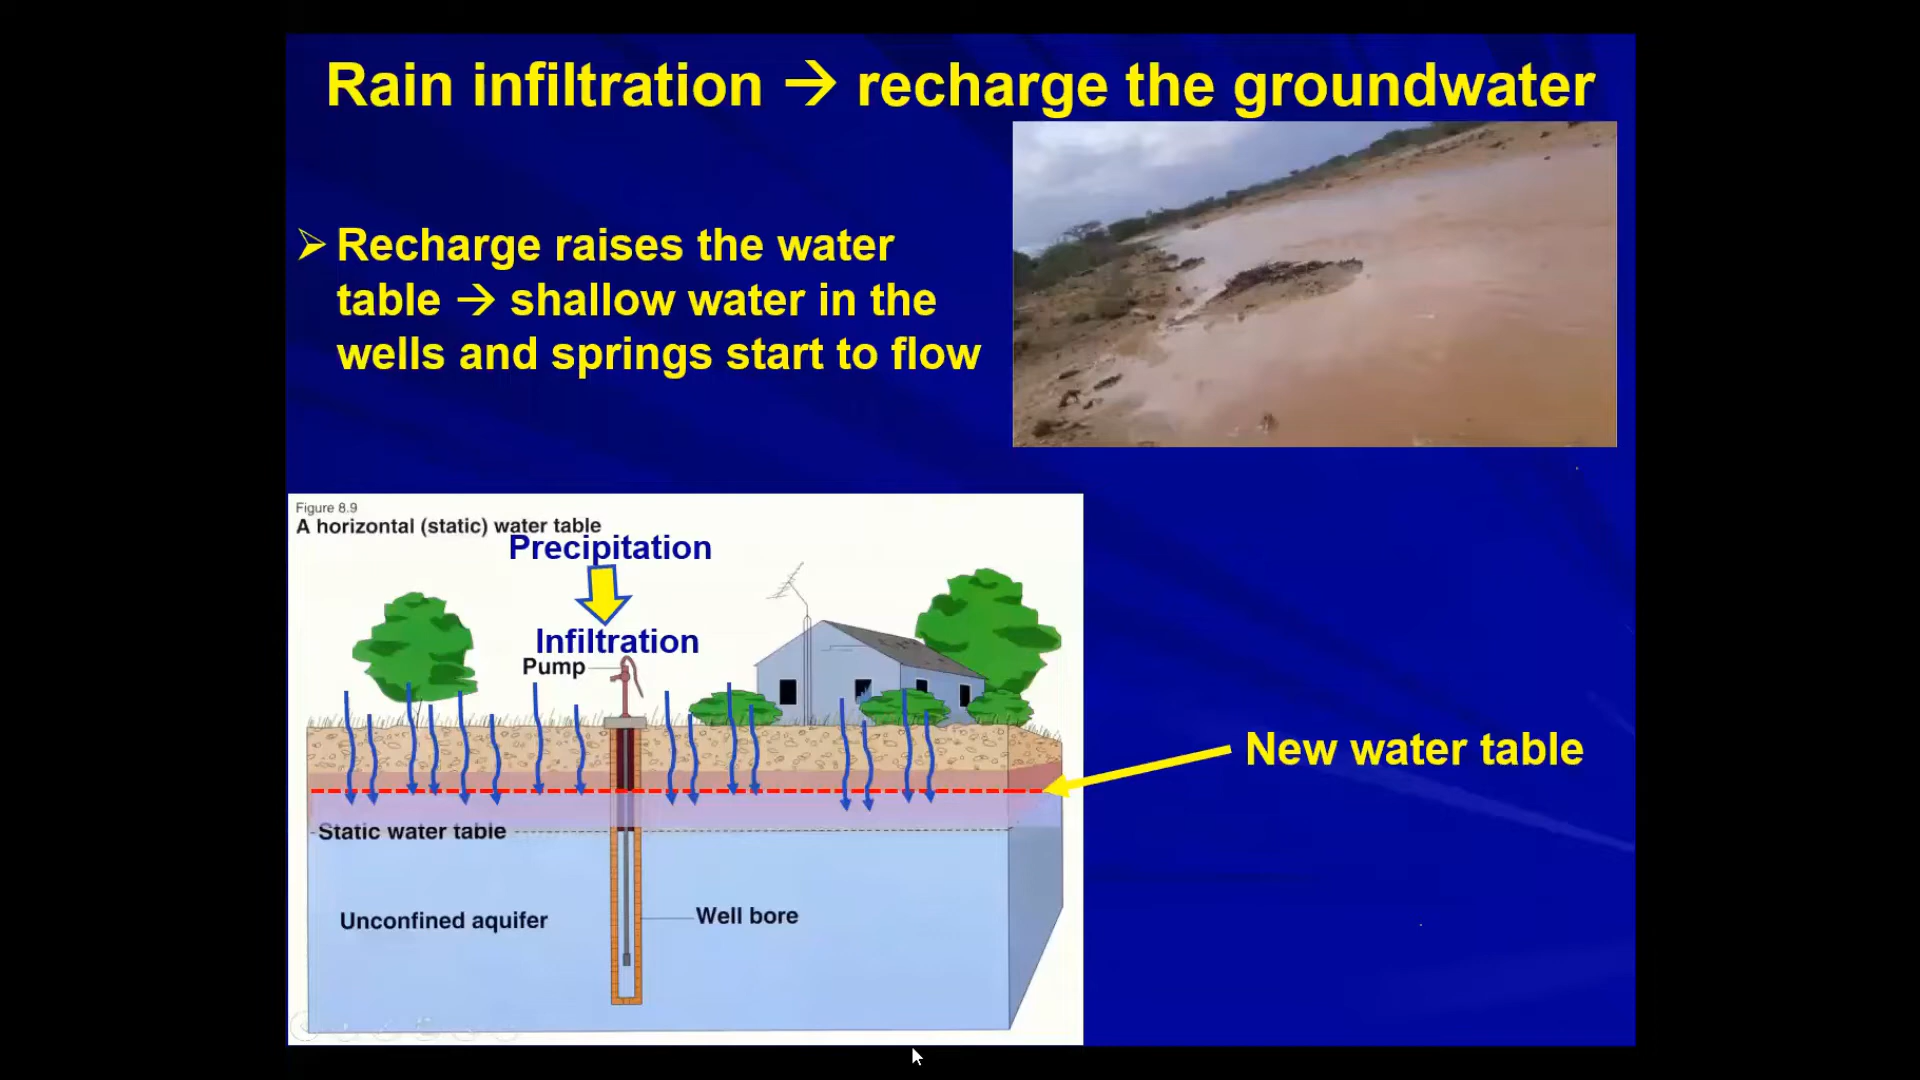 Rain infiltration → recharge the groundwater
➢ Recharge raises the water
table → shallow water in the
wells and springs start to flow
Figure 8.9
A horizontal (static) water table
Precipitation
Infiltration
Pump
New water table
Static water table
Unconfined aquifer
Well bore